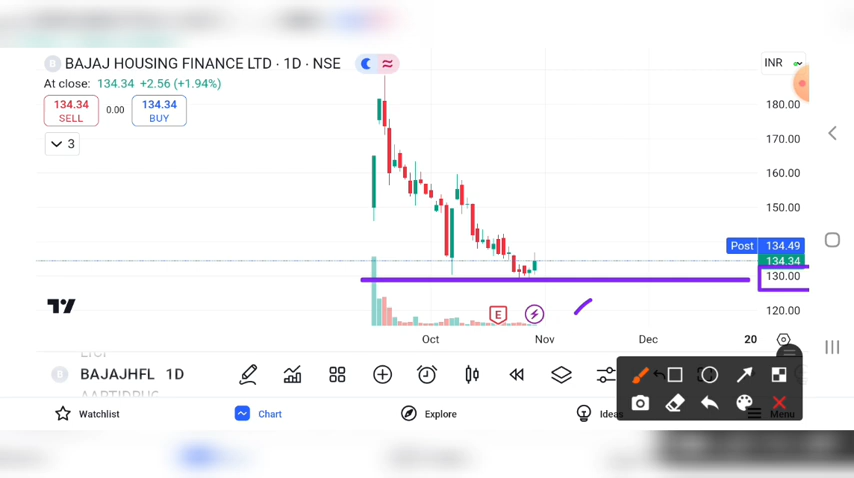 BAJAJ HOUSING FINANCE LTD · 1D · NSE
INR
At close: 134.34 +2.56 (+1.94%)
134.34 SELL
0.00
134.34 BUY
3
180.00
170.00
160.00
150.00
Post 134.49
134.34
130.00
120.00
E
Oct Nov Dec 20
B BAJAJHFL 1D
Watchlist
Chart
Explore
Ideas
Menu